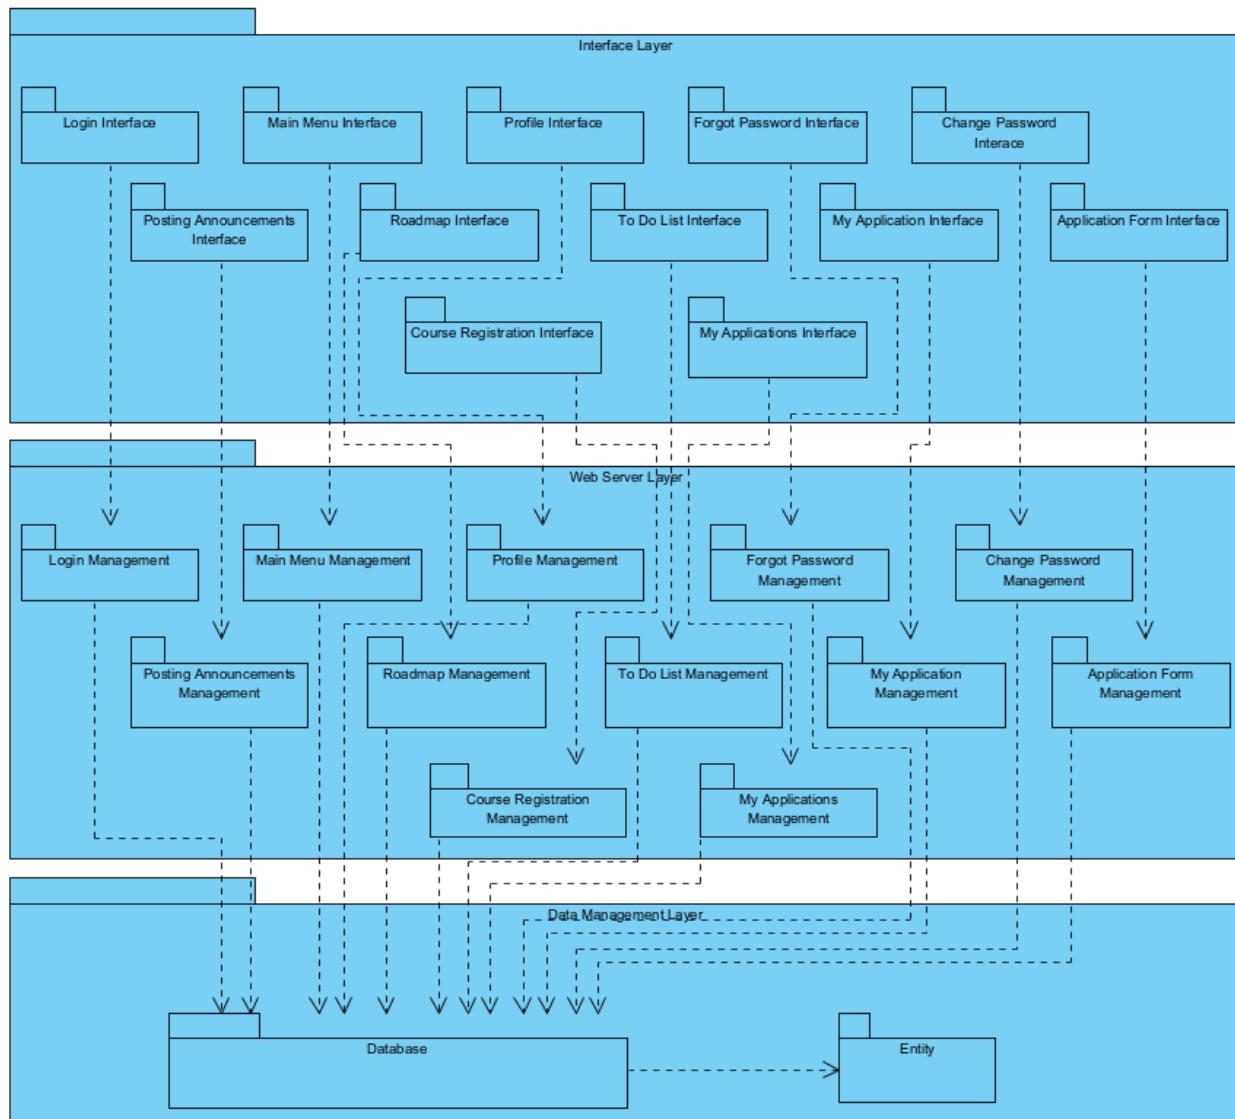 Interface Layer
Login Interface
Main Menu Interface
Profile Interface
Forgot Password Interface
Change Password
Interace
Posting Announcements
Interface
Roadmap Interface
To Do List Interface
My Application Interface
Application Form Interface
Course Registration Interface
My Applications Interface
Web Server Layer
Login Management
Main Menu Management
Profile Management
Forgot Password
Management
Change Password
Management
Posting Announcements
Management
Roadmap Management
To Do List Management
My Application
Management
Application Form
Management
Course Registration
Management
My Applications
Management
Data Management Layer
Database
Entity